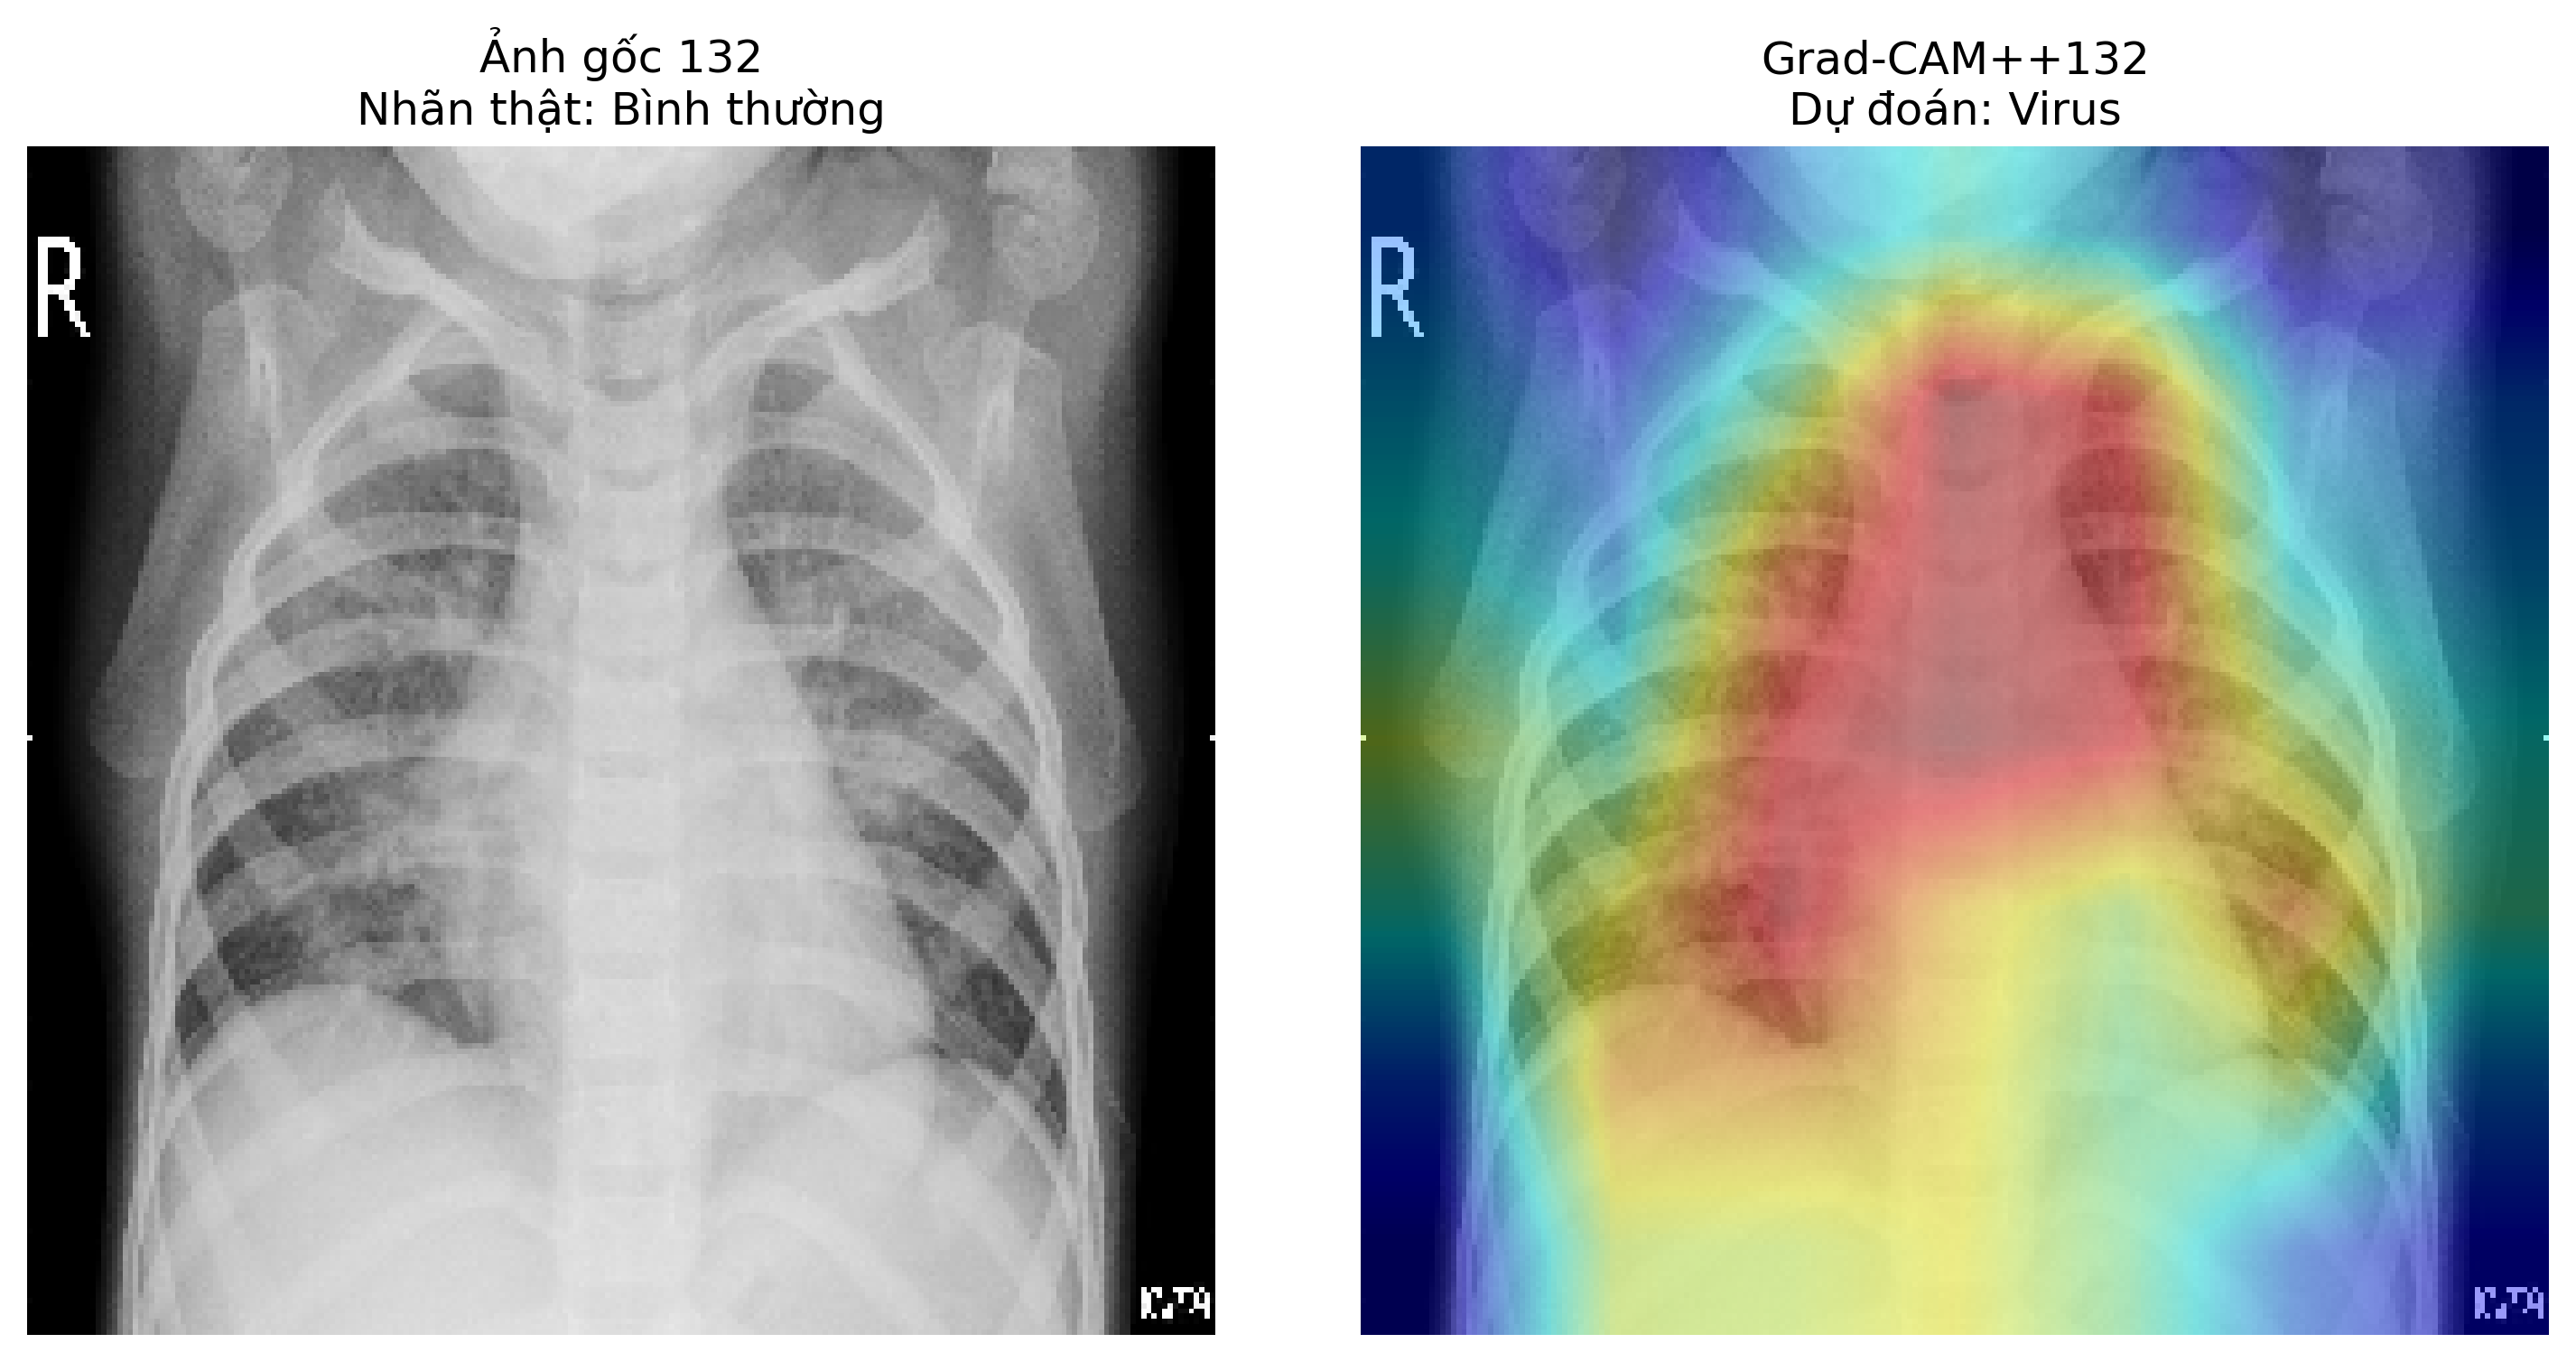 Ảnh gốc 132
Nhãn thật: Bình thường
Grad-CAM++132
Dự đoán: Virus
R
R